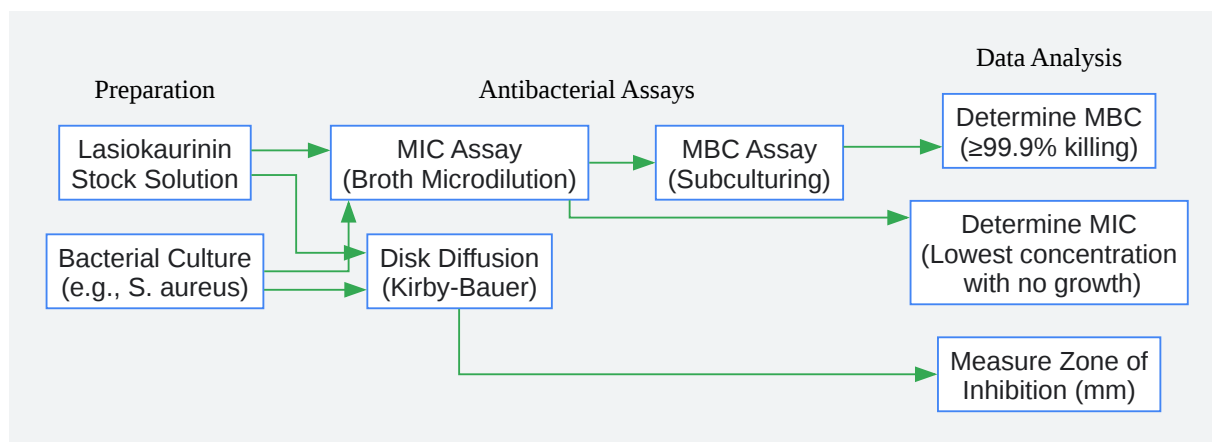 Preparation
Lasiokaurinin
Stock Solution
Bacterial Culture
(e.g., S. aureus)
Antibacterial Assays
MIC Assay
(Broth Microdilution)
MBC Assay
(Subculturing)
Disk Diffusion
(Kirby-Bauer)
Data Analysis
Determine MBC
(≥99.9% killing)
Determine MIC
(Lowest concentration
with no growth)
Measure Zone of
Inhibition (mm)